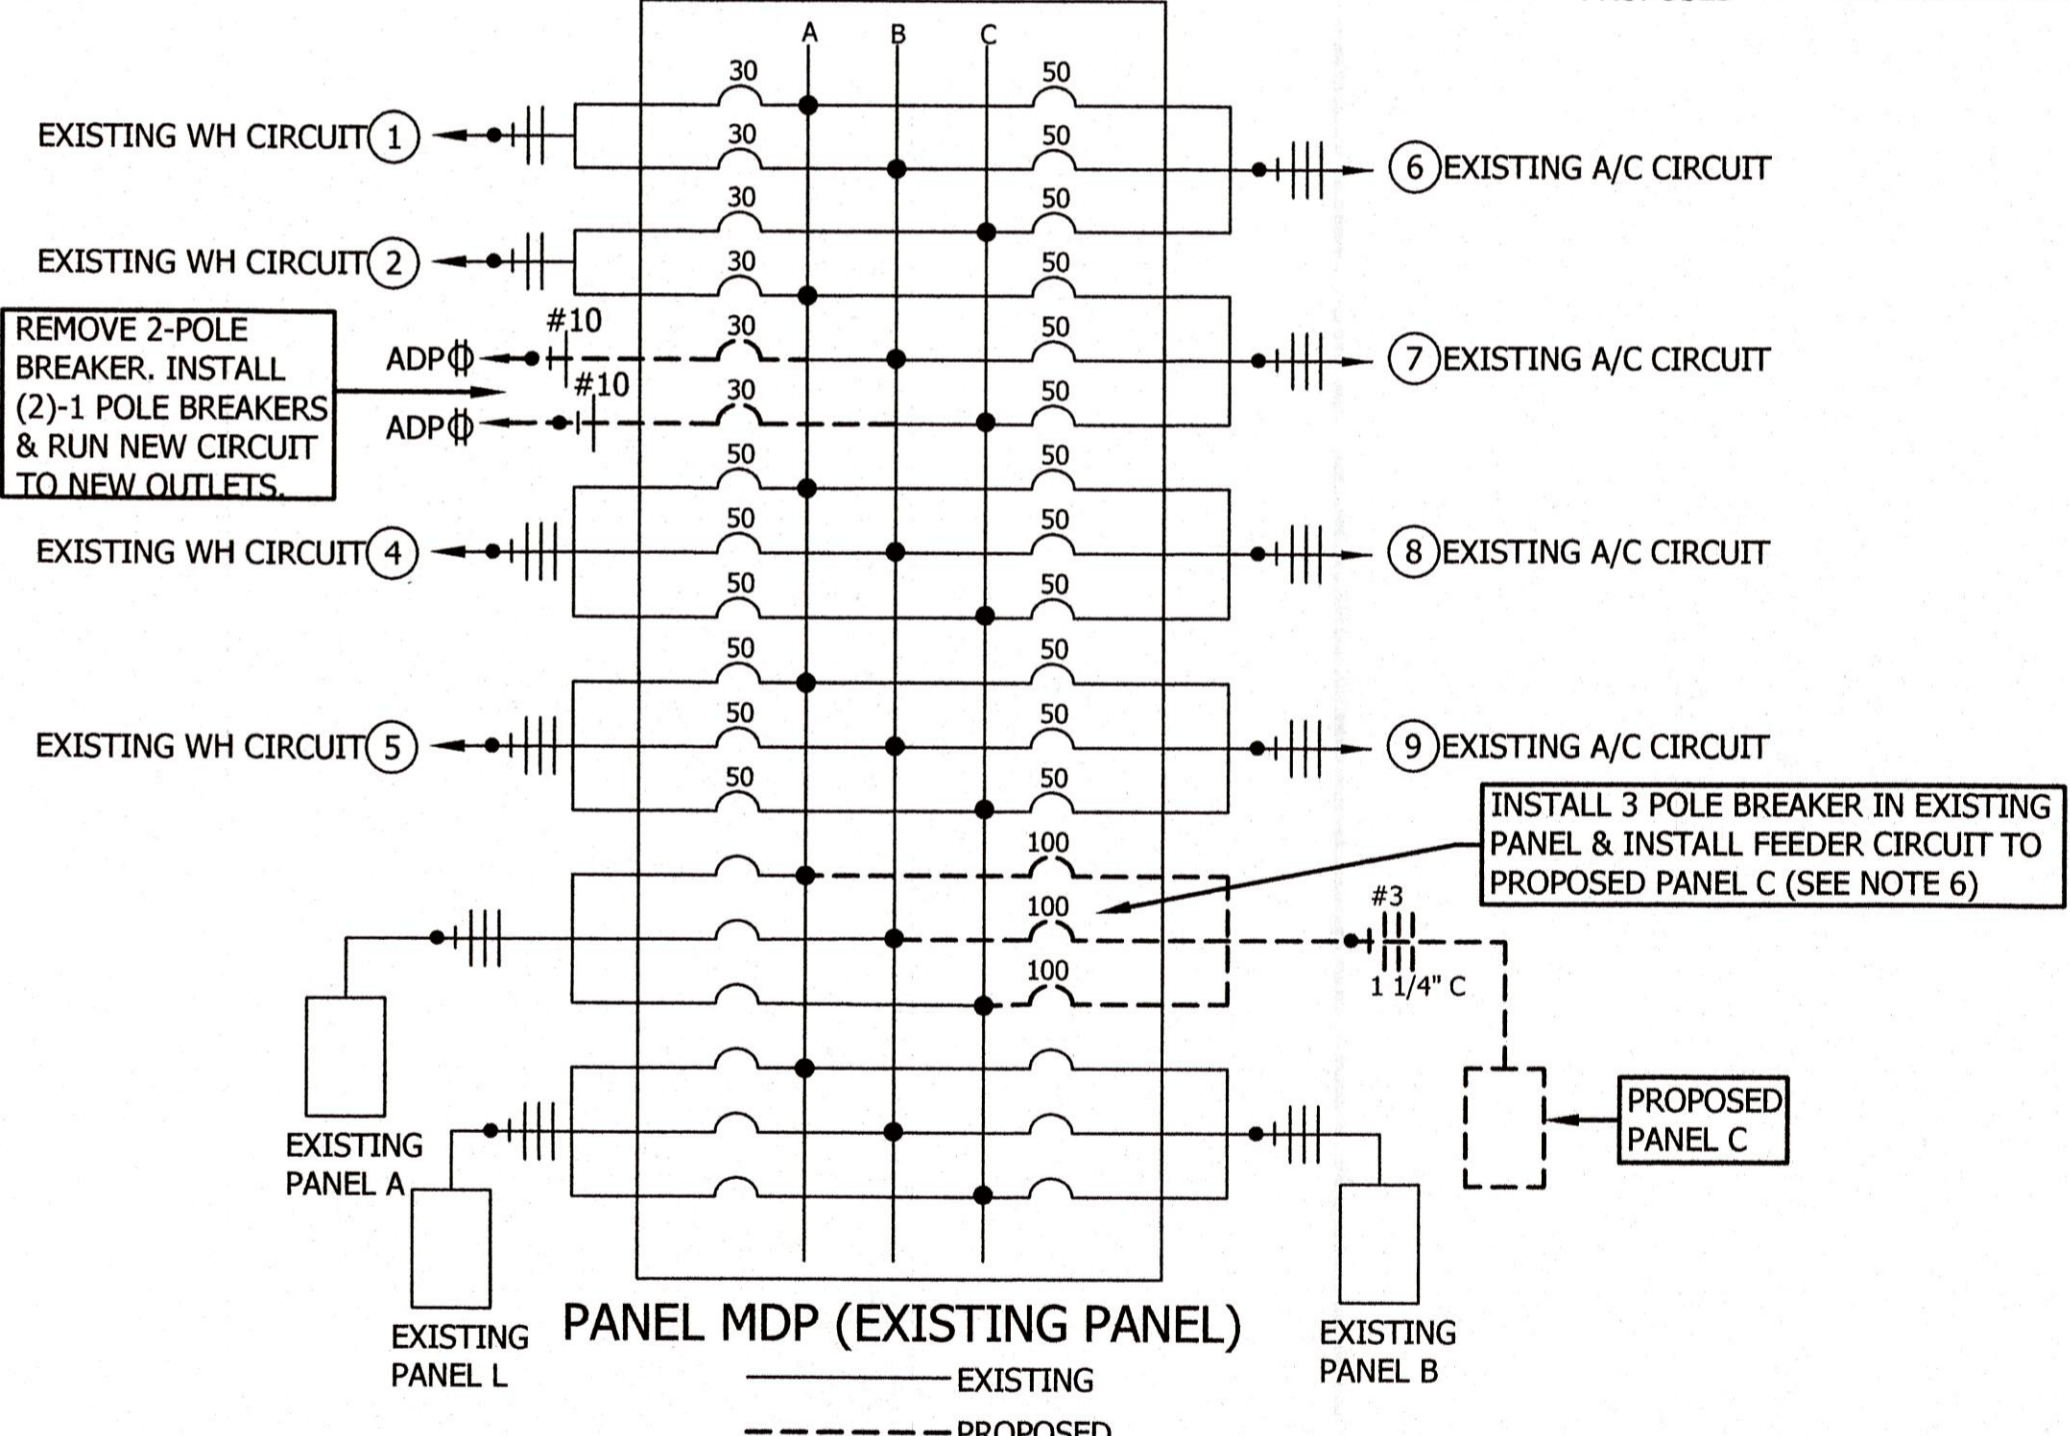 A B C
30 50
EXISTING WH CIRCUIT 1
30 50
6 EXISTING A/C CIRCUIT
30 50
EXISTING WH CIRCUIT 2
30 50
REMOVE 2-POLE
BREAKER. INSTALL
(2)-1 POLE BREAKERS
& RUN NEW CIRCUIT
TO NEW OUTLETS.
#10
30 50
ADP
7 EXISTING A/C CIRCUIT
#10
30 50
ADP
50 50
50 50
EXISTING WH CIRCUIT 4
8 EXISTING A/C CIRCUIT
50 50
50 50
50 50
EXISTING WH CIRCUIT 5
9 EXISTING A/C CIRCUIT
50 50
INSTALL 3 POLE BREAKER IN EXISTING
PANEL & INSTALL FEEDER CIRCUIT TO
PROPOSED PANEL C (SEE NOTE 6)
100
100
#3
100
1 1/4" C
PROPOSED
PANEL C
EXISTING
PANEL A
EXISTING
PANEL L
EXISTING
PANEL B
PANEL MDP (EXISTING PANEL)
EXISTING
PROPOSED